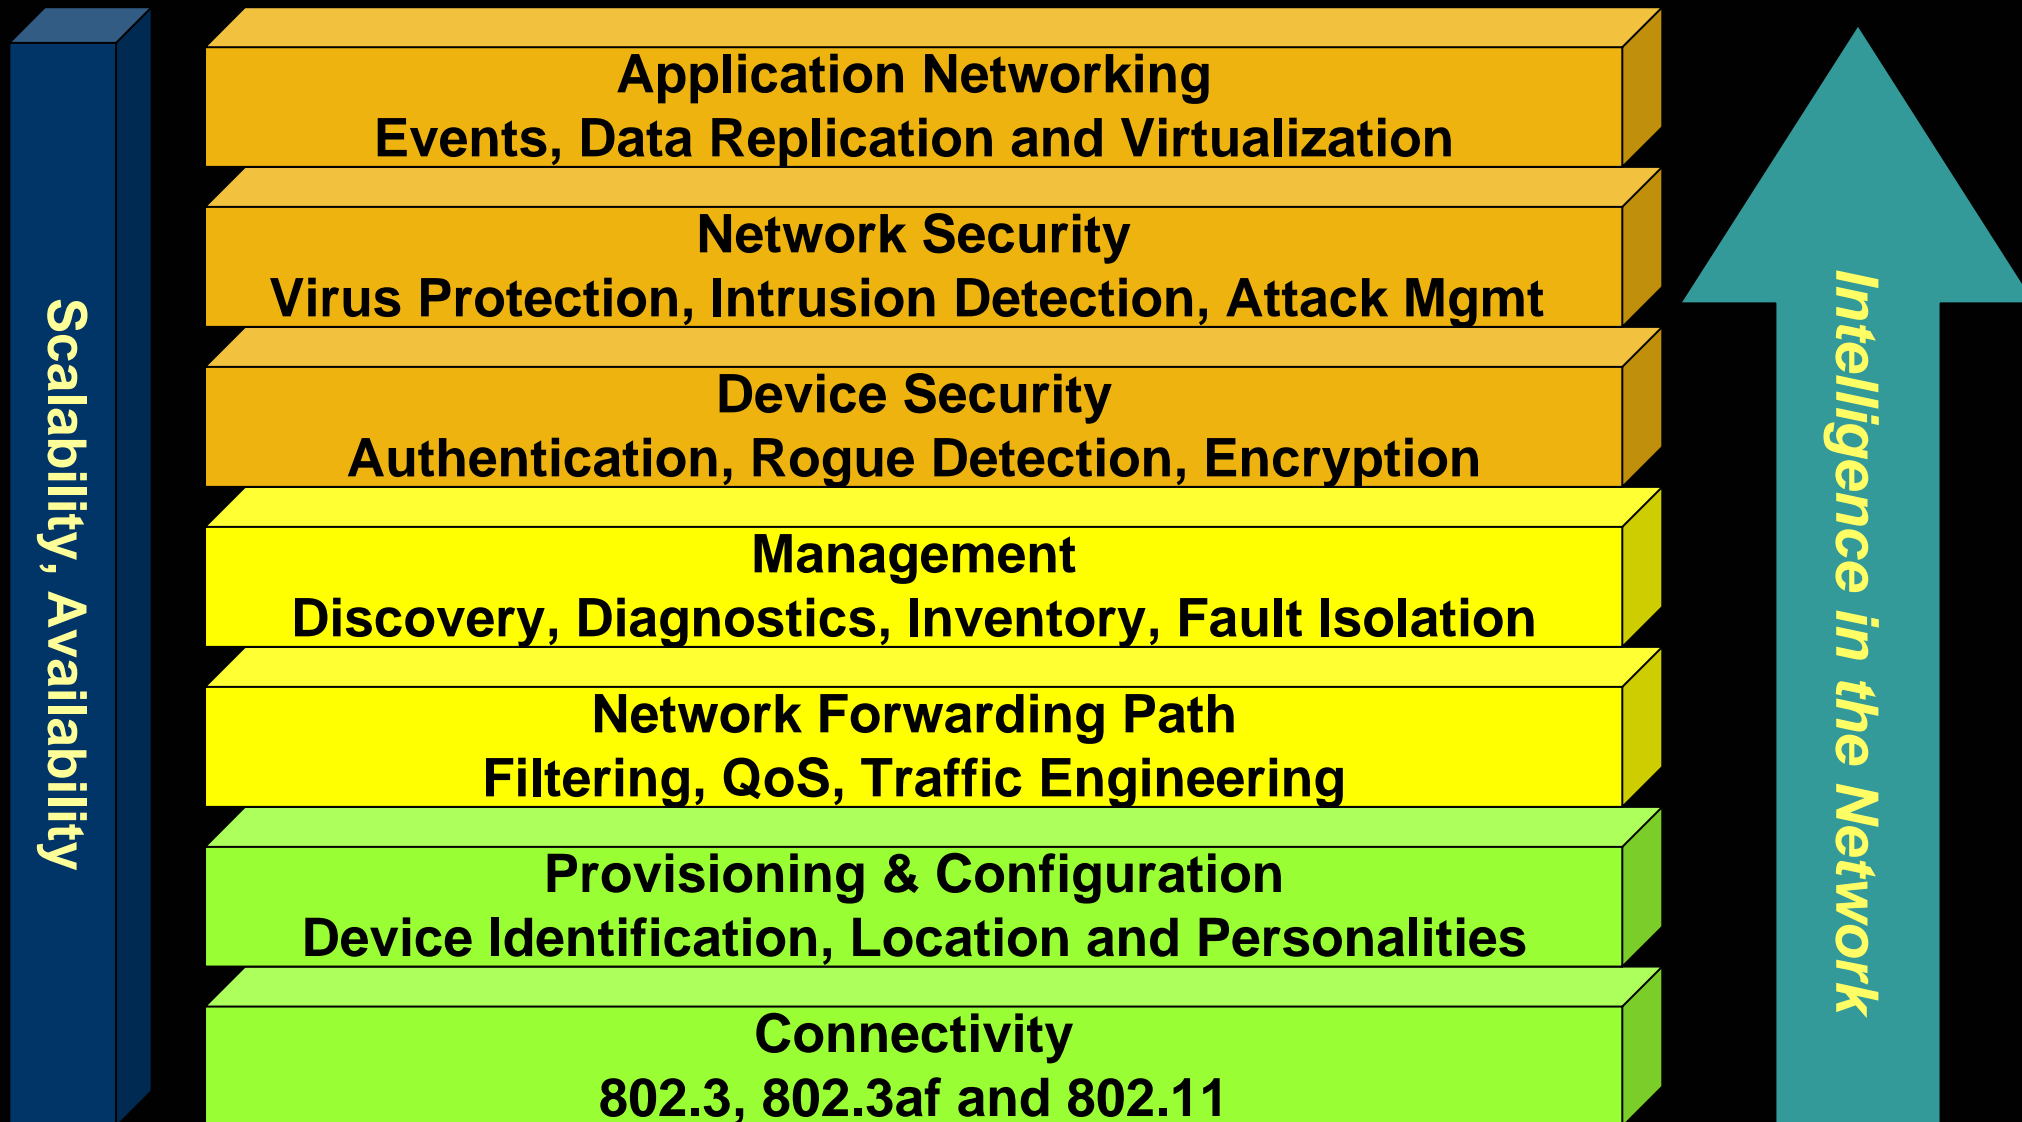 Scalability, Availability
Application Networking
Events, Data Replication and Virtualization
Network Security
Virus Protection, Intrusion Detection, Attack Mgmt
Device Security
Authentication, Rogue Detection, Encryption
Management
Discovery, Diagnostics, Inventory, Fault Isolation
Network Forwarding Path
Filtering, QoS, Traffic Engineering
Provisioning & Configuration
Device Identification, Location and Personalities
Connectivity
802.3, 802.3af and 802.11
Intelligence in the Network